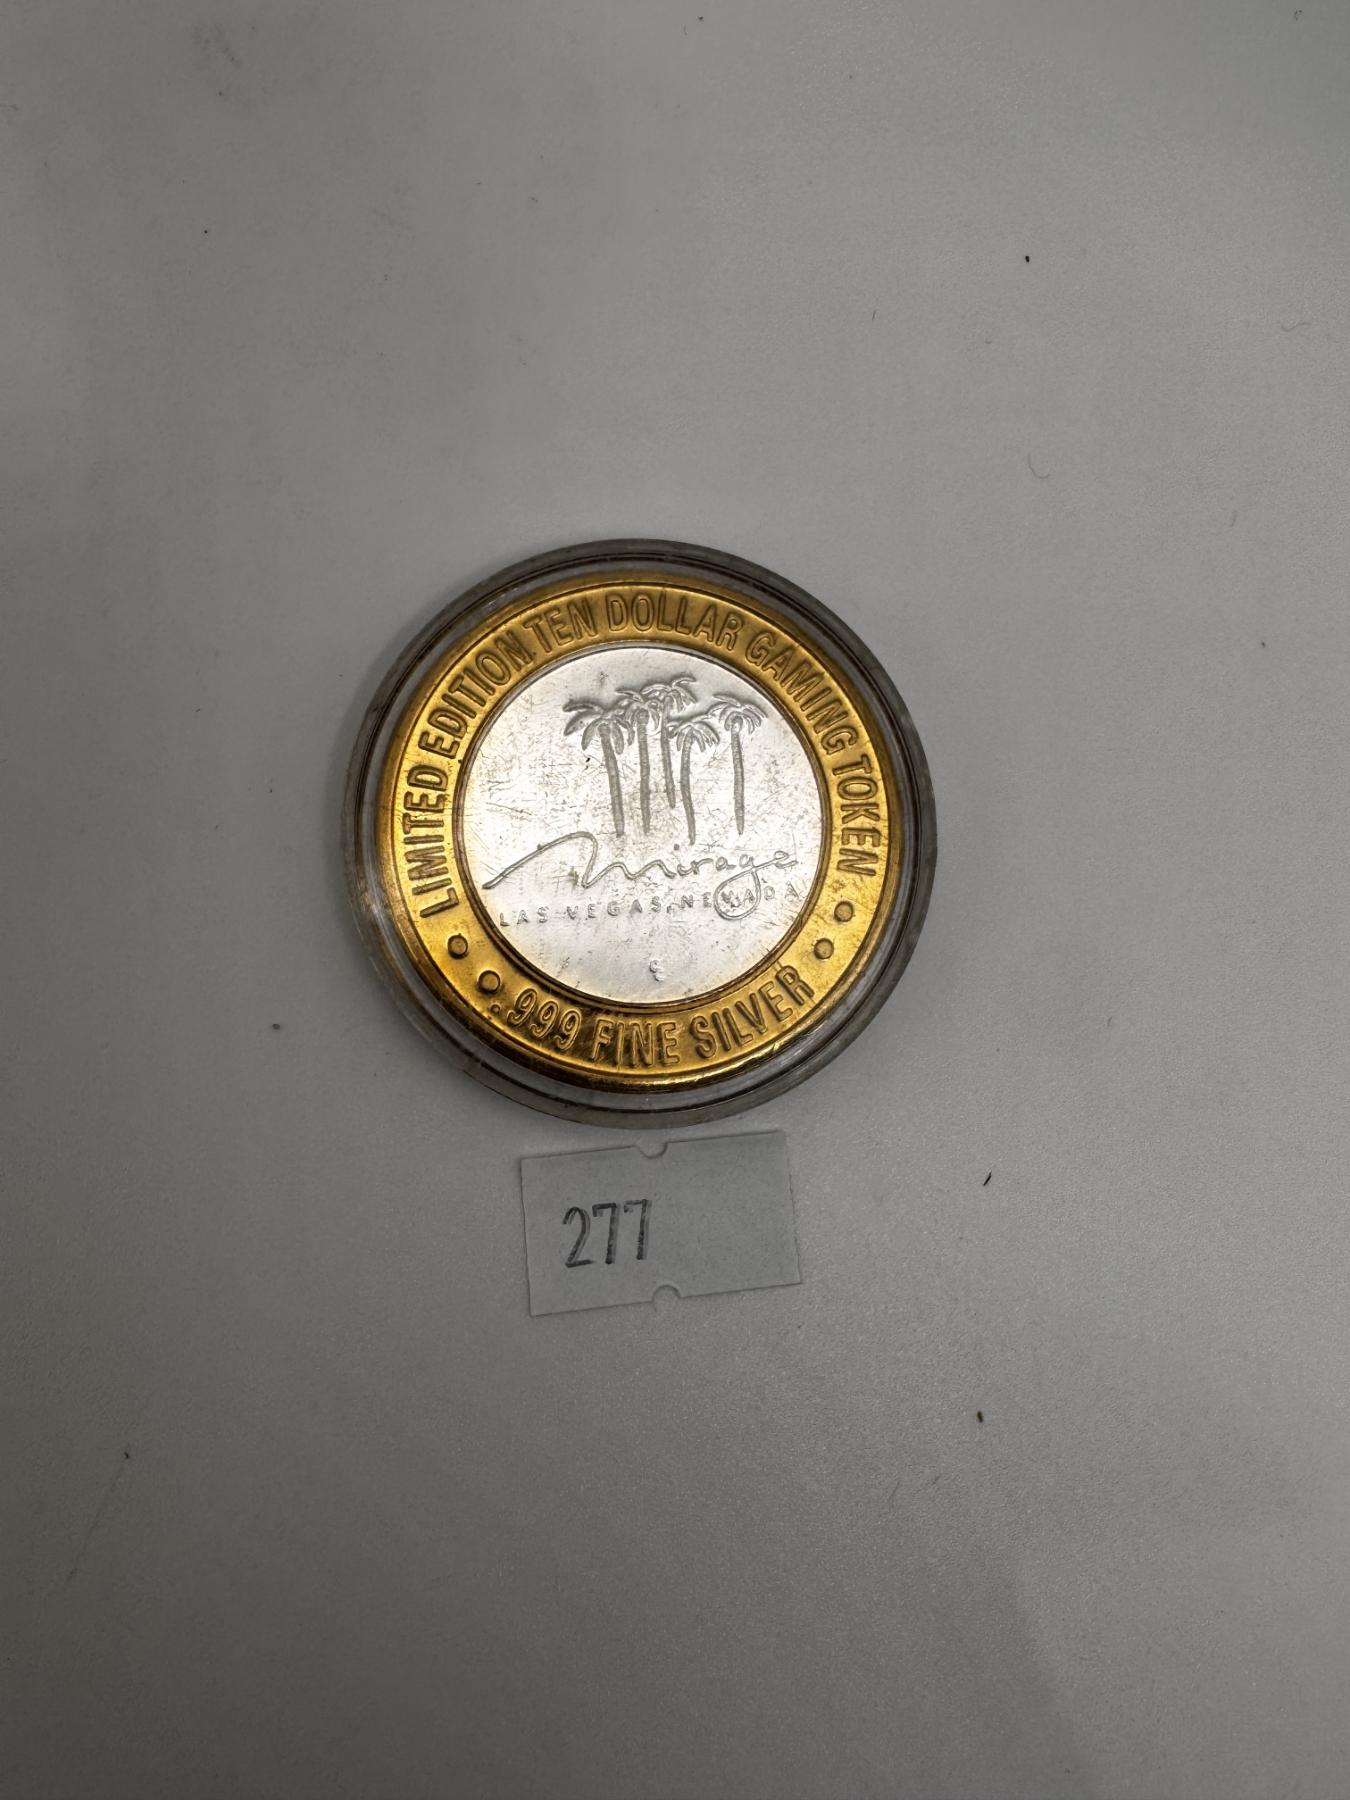 LIMITED EDITION TEN DOLLAR GAMING TOKEN
Mirage
LAS VEGAS, NEVADA
.999 FINE SILVER
277